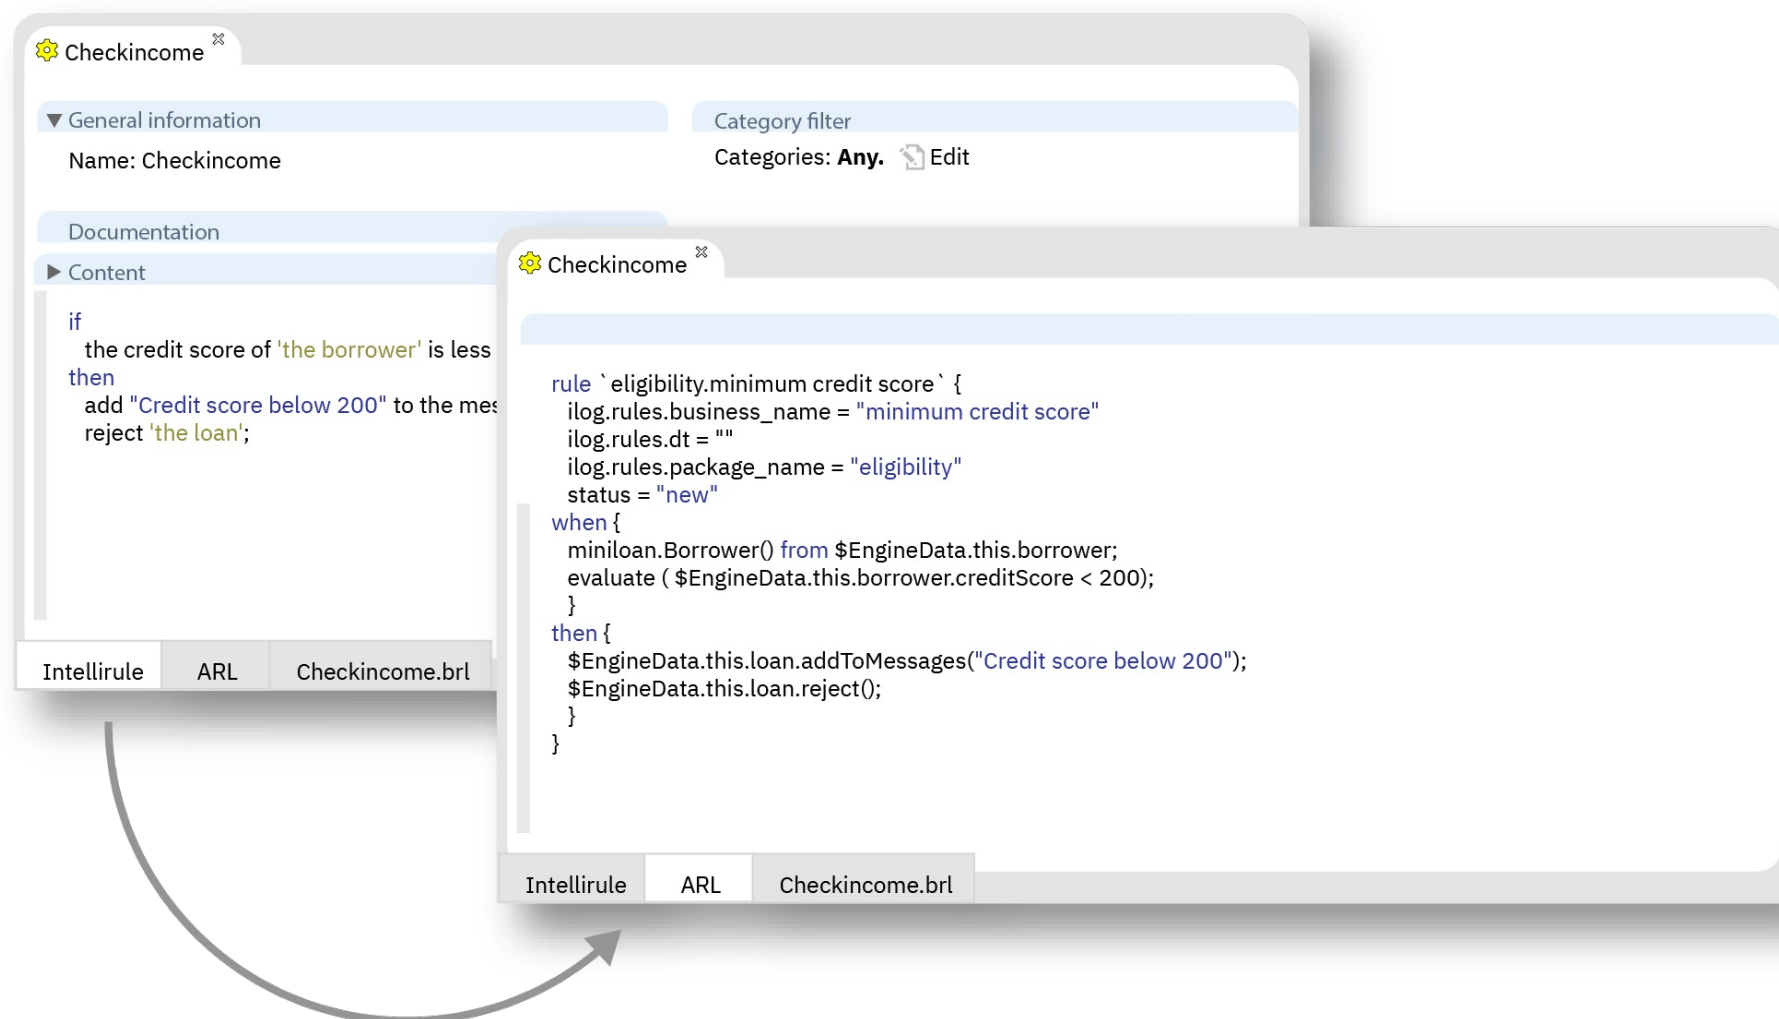 Checkincome
General information
Name: Checkincome
Category filter
Categories: Any. Edit
Documentation
Content
if
the credit score of 'the borrower' is less
then
add "Credit score below 200" to the
reject 'the loan';
Intellirule ARL Checkincome.brl
Checkincome
rule `eligibility.minimum credit score` {
ilog.rules.business_name = "minimum credit score"
ilog.rules.dt = ""
ilog.rules.package_name = "eligibility"
status = "new"
when {
miniloan.Borrower() from $EngineData.this.borrower;
evaluate ( $EngineData.this.borrower.creditScore < 200);
}
then {
$EngineData.this.loan.addToMessages("Credit score below 200");
$EngineData.this.loan.reject();
}
}
Intellirule ARL Checkincome.brl